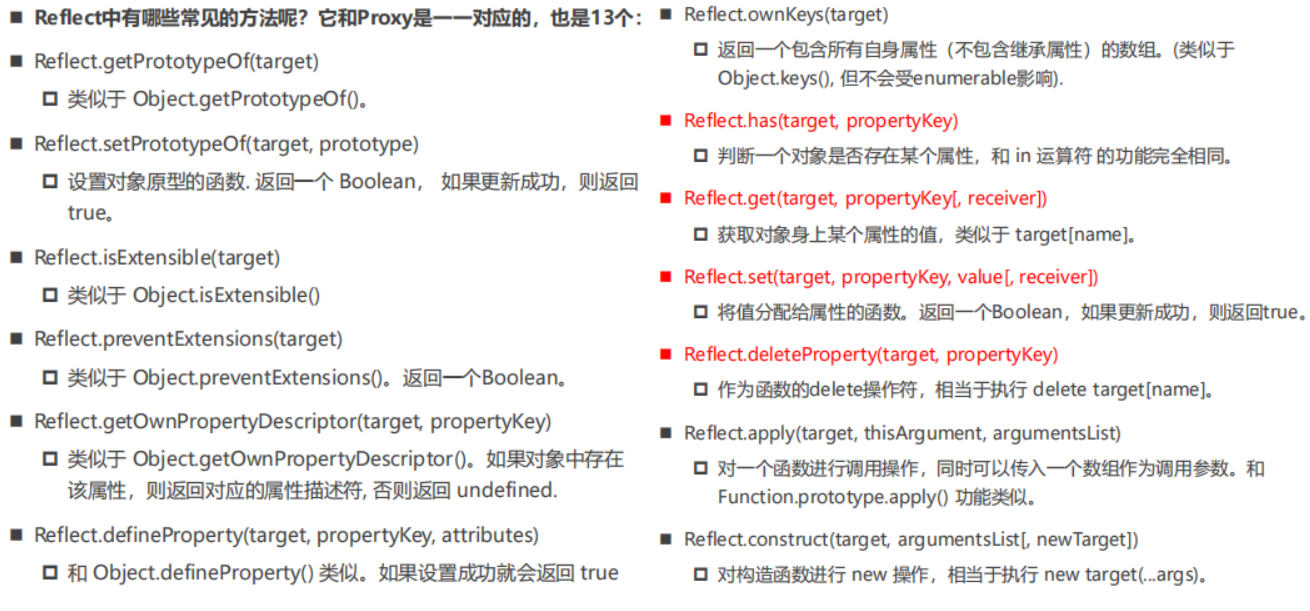 ■ Reflect中有哪些常见的方法呢？它和Proxy是一一对应的，也是13个：
■ Reflect.getPrototypeOf(target)
类似于 Object.getPrototypeOf()。
■ Reflect.setPrototypeOf(target, prototype)
设置对象原型的函数. 返回一个 Boolean， 如果更新成功，则返回
true。
■ Reflect.isExtensible(target)
类似于 Object.isExtensible()
■ Reflect.preventExtensions(target)
类似于 Object.preventExtensions()。返回一个Boolean。
■ Reflect.getOwnPropertyDescriptor(target, propertyKey)
类似于 Object.getOwnPropertyDescriptor()。如果对象中存在
该属性，则返回对应的属性描述符, 否则返回 undefined.
■ Reflect.defineProperty(target, propertyKey, attributes)
和 Object.defineProperty() 类似。如果设置成功就会返回 true
■ Reflect.ownKeys(target)
返回一个包含所有自身属性（不包含继承属性）的数组。(类似于
Object.keys(), 但不会受enumerable影响).
■ Reflect.has(target, propertyKey)
判断一个对象是否存在某个属性，和 in 运算符 的功能完全相同。
■ Reflect.get(target, propertyKey[, receiver])
获取对象身上某个属性的值，类似于 target[name]。
■ Reflect.set(target, propertyKey, value[, receiver])
将值分配给属性的函数。返回一个Boolean，如果更新成功，则返回true。
■ Reflect.deleteProperty(target, propertyKey)
作为函数的delete操作符，相当于执行 delete target[name]。
■ Reflect.apply(target, thisArgument, argumentsList)
对一个函数进行调用操作，同时可以传入一个数组作为调用参数。和
Function.prototype.apply() 功能类似。
■ Reflect.construct(target, argumentsList[, newTarget])
对构造函数进行 new 操作，相当于执行 new target(...args)。